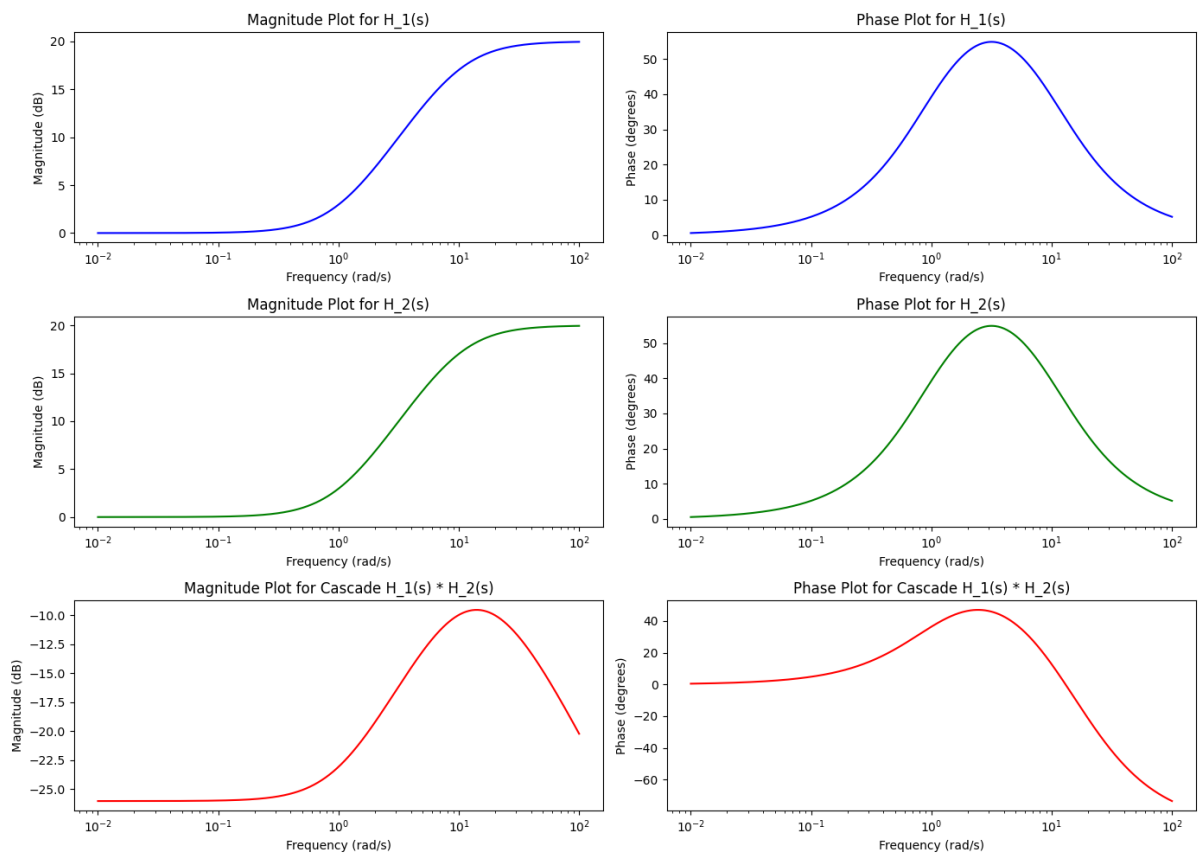 Magnitude Plot for H_1(s)
Magnitude (dB)
20
15
10
5
0
10⁻² 10⁻¹ 10⁰ 10¹ 10²
Frequency (rad/s)
Phase Plot for H_1(s)
Phase (degrees)
50
40
30
20
10
0
10⁻² 10⁻¹ 10⁰ 10¹ 10²
Frequency (rad/s)
Magnitude Plot for H_2(s)
Magnitude (dB)
20
15
10
5
0
10⁻² 10⁻¹ 10⁰ 10¹ 10²
Frequency (rad/s)
Phase Plot for H_2(s)
Phase (degrees)
50
40
30
20
10
0
10⁻² 10⁻¹ 10⁰ 10¹ 10²
Frequency (rad/s)
Magnitude Plot for Cascade H_1(s) * H_2(s)
Magnitude (dB)
−10.0
−12.5
−15.0
−17.5
−20.0
−22.5
−25.0
10⁻² 10⁻¹ 10⁰ 10¹ 10²
Frequency (rad/s)
Phase Plot for Cascade H_1(s) * H_2(s)
Phase (degrees)
40
20
0
−20
−40
−60
10⁻² 10⁻¹ 10⁰ 10¹ 10²
Frequency (rad/s)